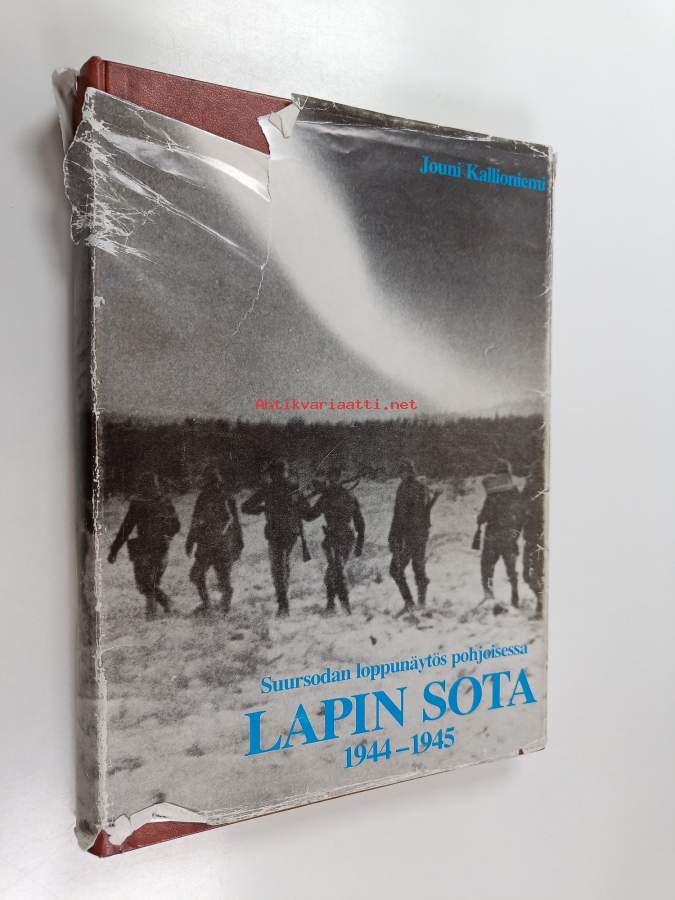 Jouni Kallioniemi
Antikvariaatti.net
Suursodan loppunäytös pohjoisessa
LAPIN SOTA
1944–1945